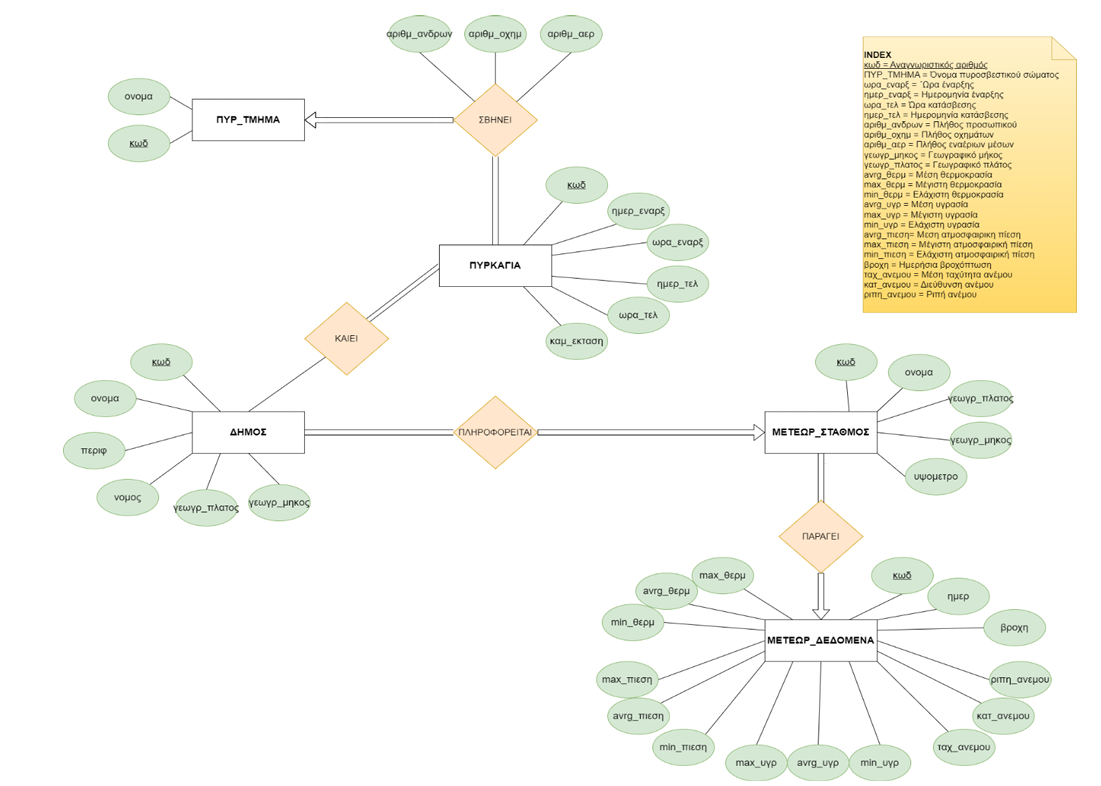 αριθμ_ανδρων
αριθμ_οχημ
αριθμ_αερ
ονομα
κωδ
ΠΥΡ_ΤΜΗΜΑ
ΣΒΗΝΕΙ
INDEX
κωδ = Αναγνωριστικός αριθμός
ΠΥΡ_ΤΜΗΜΑ = Όνομα πυροσβεστικού σώματος
ωρα_εναρξ = ΄Ωρα έναρξης
ημερ_εναρξ = Ημερομηνία έναρξης
ωρα_τελ = Ώρα κατάσβεσης
ημερ_τελ = Ημερομηνία κατάσβεσης
αριθμ_ανδρων = Πλήθος προσωπικού
αριθμ_οχημ = Πλήθος οχημάτων
αριθμ_αερ = Πλήθος εναέριων μέσων
γεωγρ_μηκος = Γεωγραφικό μήκος
γεωγρ_πλατος = Γεωγραφικό πλάτος
avrg_θερμ = Μέση θερμοκρασία
max_θερμ = Μέγιστη θερμοκρασία
min_θερμ = Ελάχιστη θερμοκρασία
avrg_υγρ = Μέση υγρασία
max_υγρ = Μέγιστη υγρασία
min_υγρ = Ελάχιστη υγρασία
avrg_πιεση= Μεση ατμοσφαιρικη πίεση
max_πιεση = Μέγιστη ατμοσφαιρική πίεση
min_πιεση = Ελάχιστη ατμοσφαιρική πίεση
βροχη = Ημερήσια βροχόπτωση
ταχ_ανεμου = Μέση ταχύτητα ανέμου
κατ_ανεμου = Διεύθυνση ανέμου
ριπη_ανεμου = Ριπή ανέμου
κωδ
ημερ_εναρξ
ωρα_εναρξ
ΠΥΡΚΑΓΙΑ
ημερ_τελ
ωρα_τελ
καμ_εκταση
ΚΑΙΕΙ
κωδ
ονομα
περιφ
νομος
γεωγρ_πλατος
γεωγρ_μηκος
ΔΗΜΟΣ
ΠΛΗΡΟΦΟΡΕΙΤΑΙ
ΜΕΤΕΩΡ_ΣΤΑΘΜΟΣ
κωδ
ονομα
γεωγρ_πλατος
γεωγρ_μηκος
υψομετρο
ΠΑΡΑΓΕΙ
max_θερμ
avrg_θερμ
min_θερμ
κωδ
ημερ
βροχη
ΜΕΤΕΩΡ_ΔΕΔΟΜΕΝΑ
max_πιεση
avrg_πιεση
min_πιεση
max_υγρ
avrg_υγρ
min_υγρ
ριπη_ανεμου
κατ_ανεμου
ταχ_ανεμου